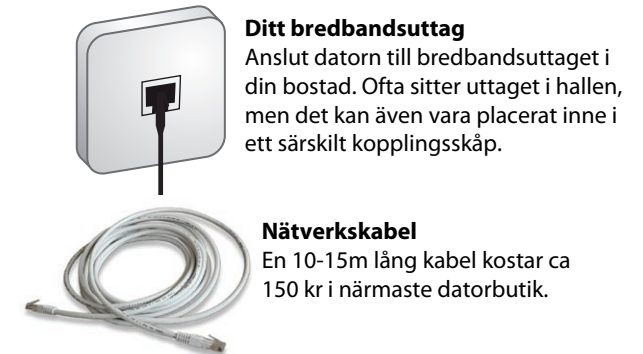 Ditt bredbandsuttag
Anslut datorn till bredbandsuttaget i
din bostad. Ofta sitter uttaget i hallen,
men det kan även vara placerat inne i
ett särskilt kopplingsskåp.
Nätverkskabel
En 10-15m lång kabel kostar ca
150 kr i närmaste datorbutik.